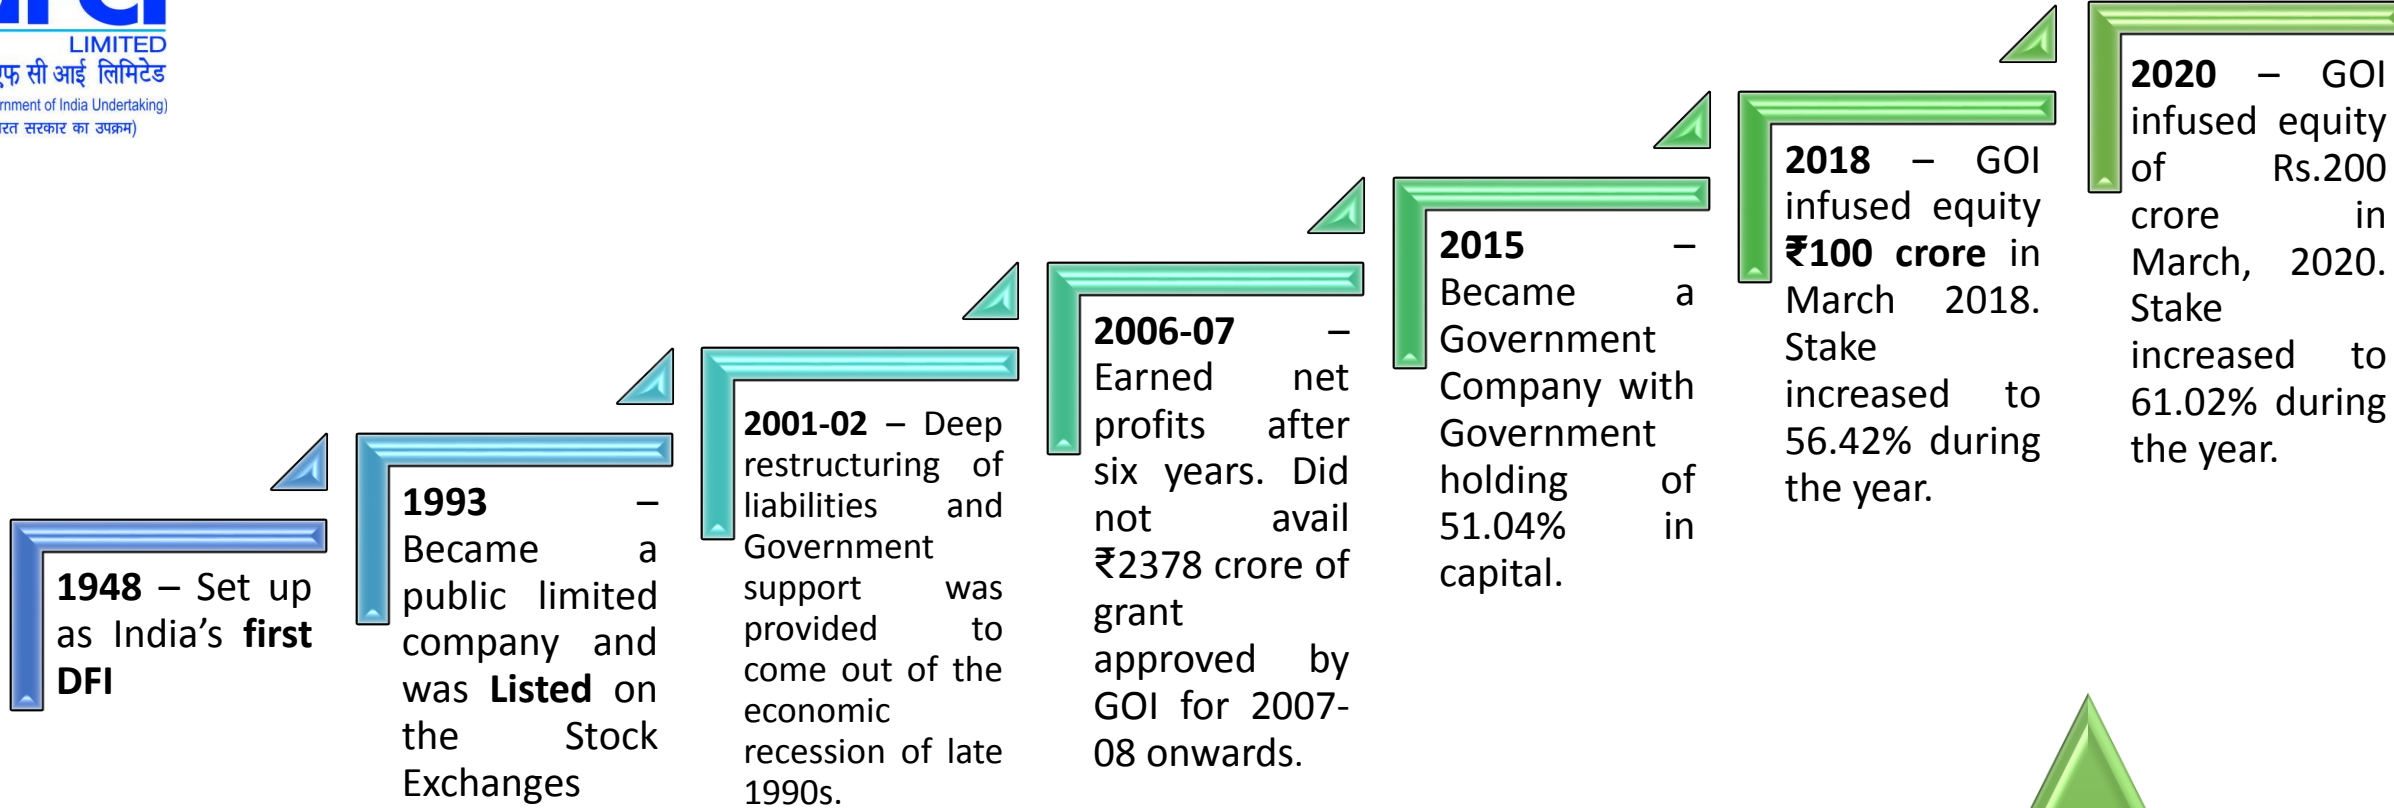 LIMITED
एफ सी आई लिमिटेड
का उपक्रम)
1948 – Set up
as India’s first
DFI
1993 –
Became a
public limited
company and
was Listed on
the Stock
Exchanges
2001-02 – Deep
restructuring of
liabilities and
Government
support was
provided to
come out of the
economic
recession of late
1990s.
2006-07 –
Earned net
profits after
six years. Did
not avail
₹2378 crore of
grant
approved by
GOI for 2007-
08 onwards.
2015 –
Became a
Government
Company with
Government
holding of
51.04% in
capital.
2018 – GOI
infused equity
₹100 crore in
March 2018.
Stake
increased to
56.42% during
the year.
2020 – GOI
infused equity
of Rs.200
crore in
March, 2020.
Stake
increased to
61.02% during
the year.